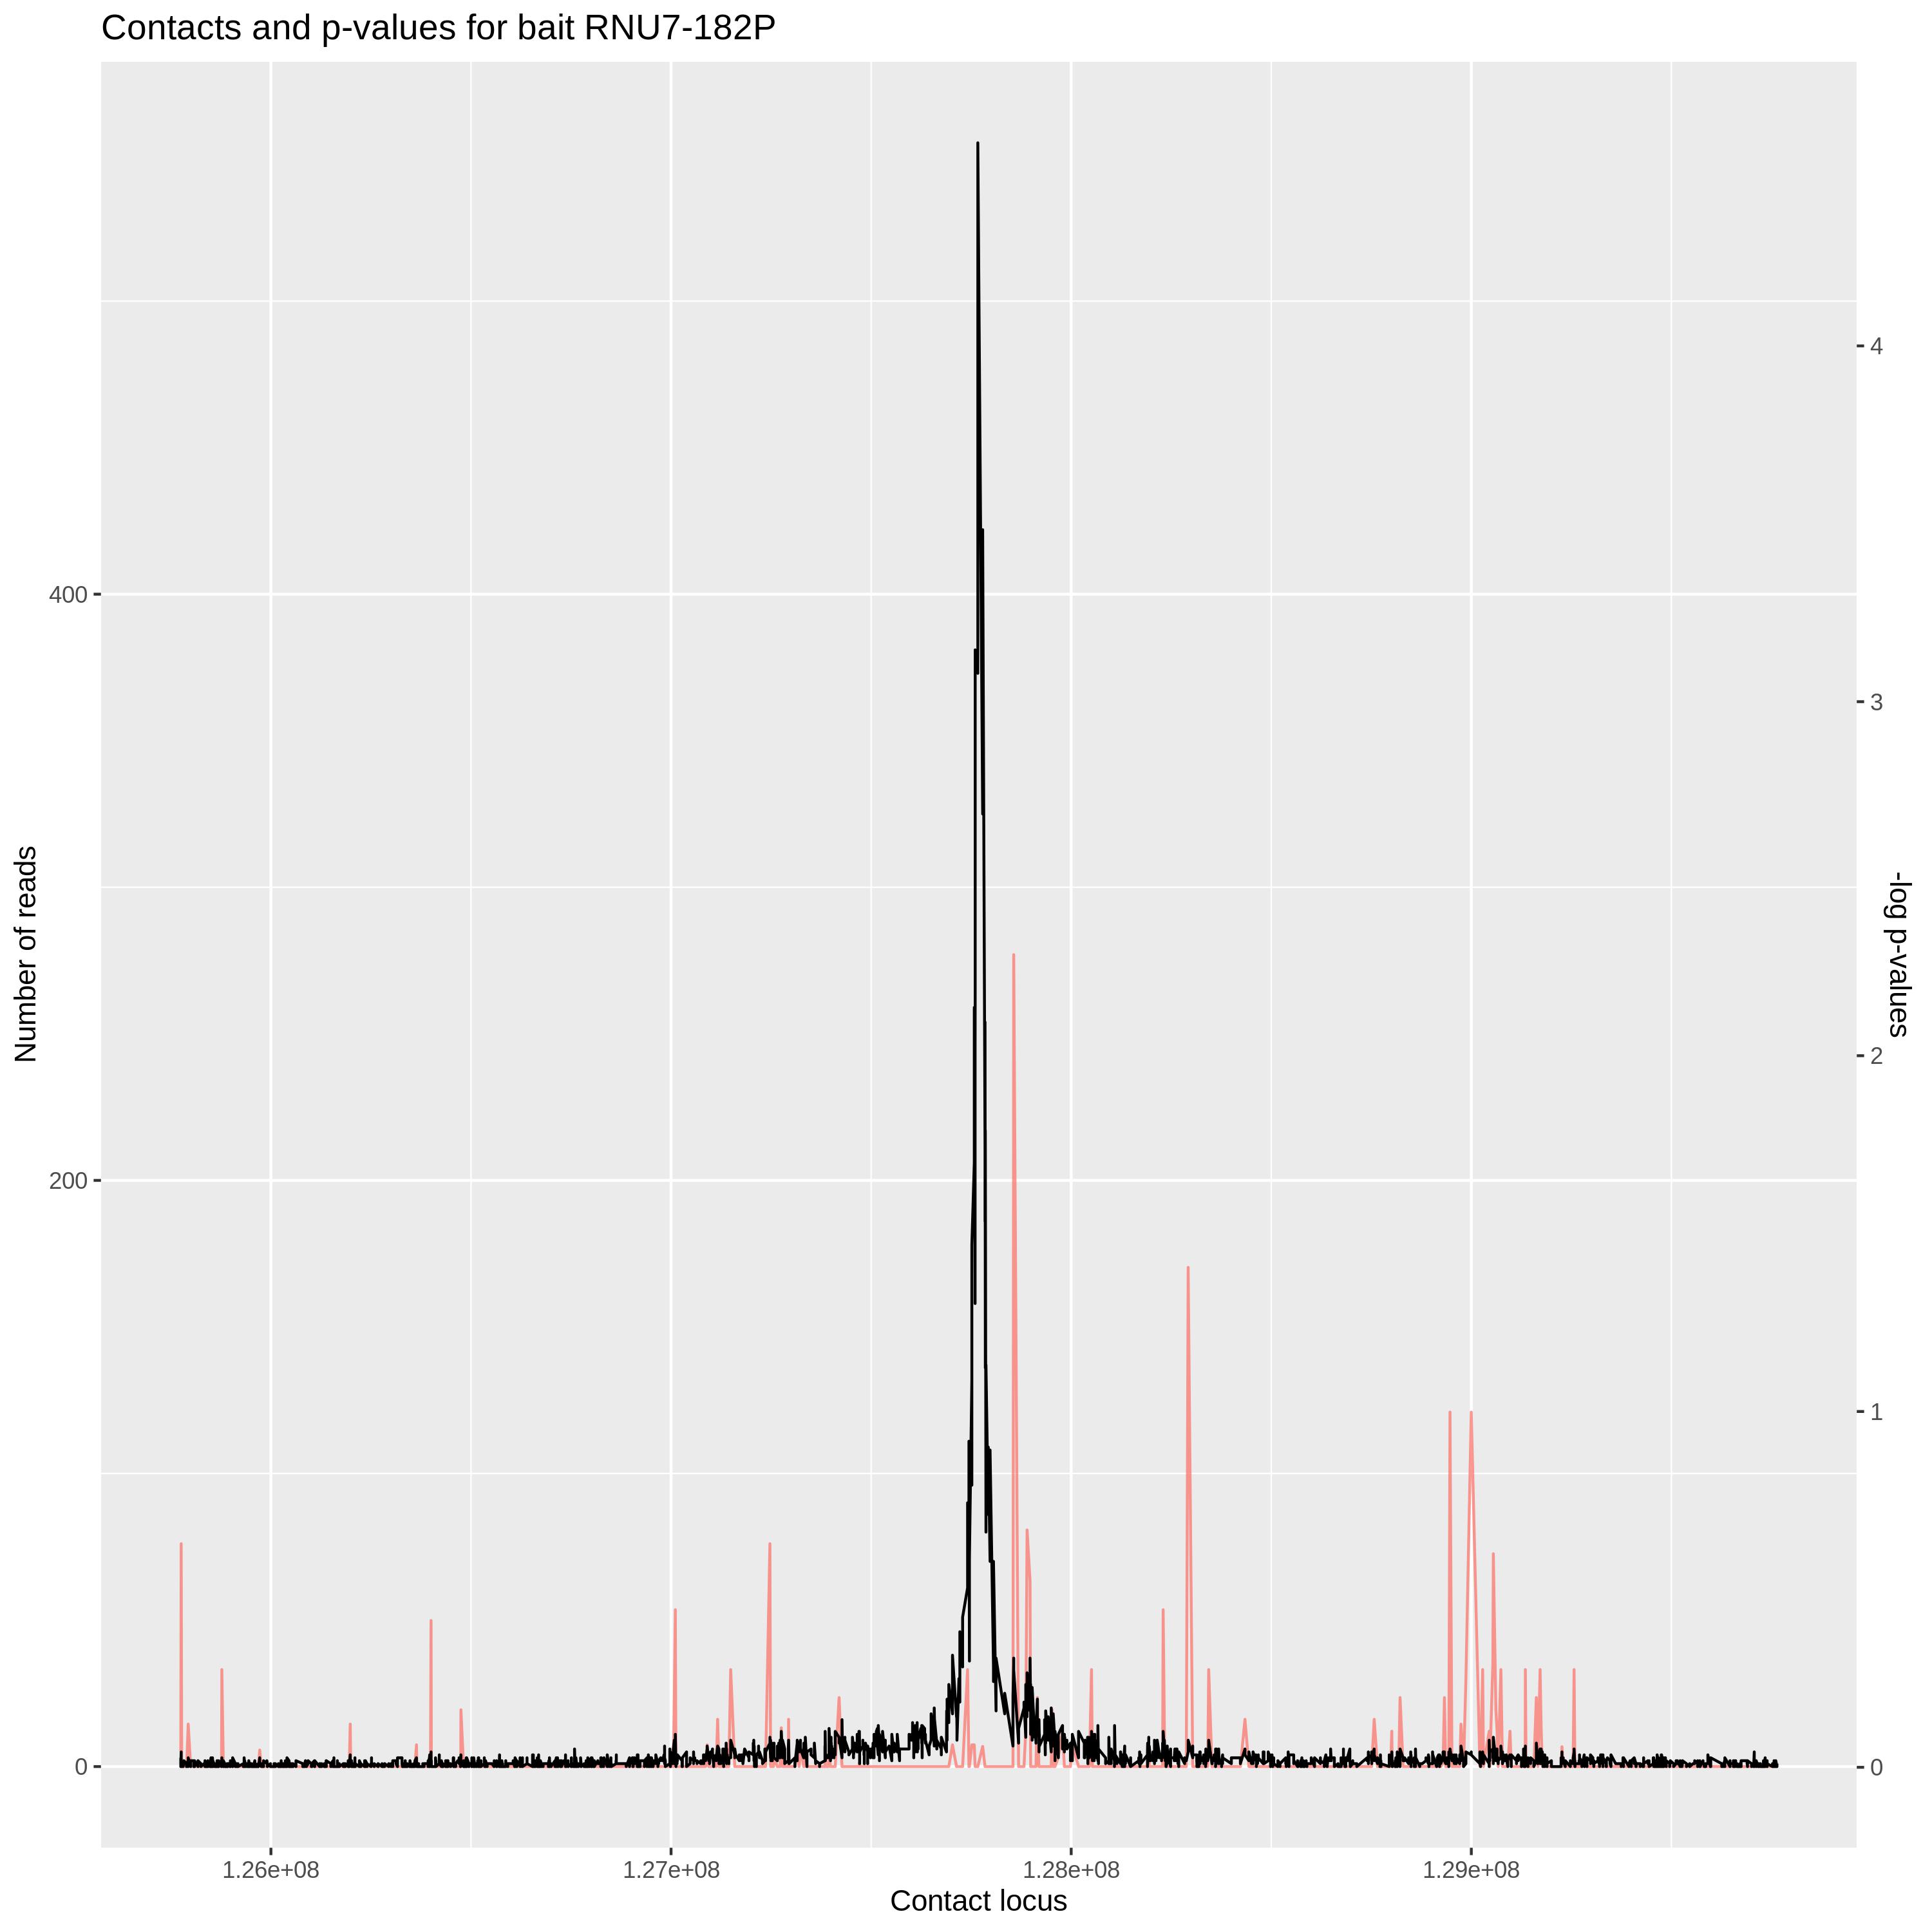 Contacts and p-values for bait RNU7-182P
400
200
0
Number of reads
4
3
2
1
0
-log p-values
1.26e+08
1.27e+08
1.28e+08
1.29e+08
Contact locus